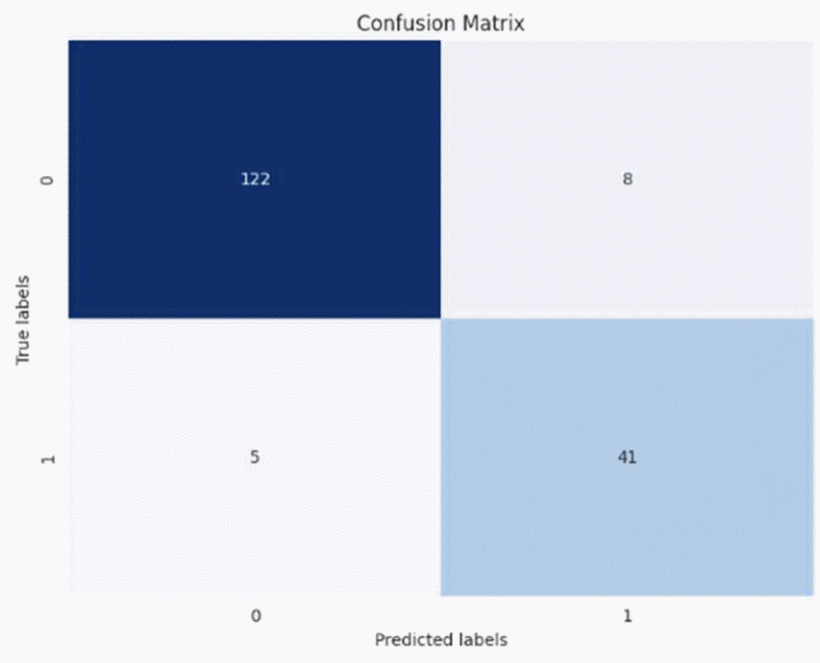 Confusion Matrix
0
122
8
True labels
1
5
41
0
1
Predicted labels